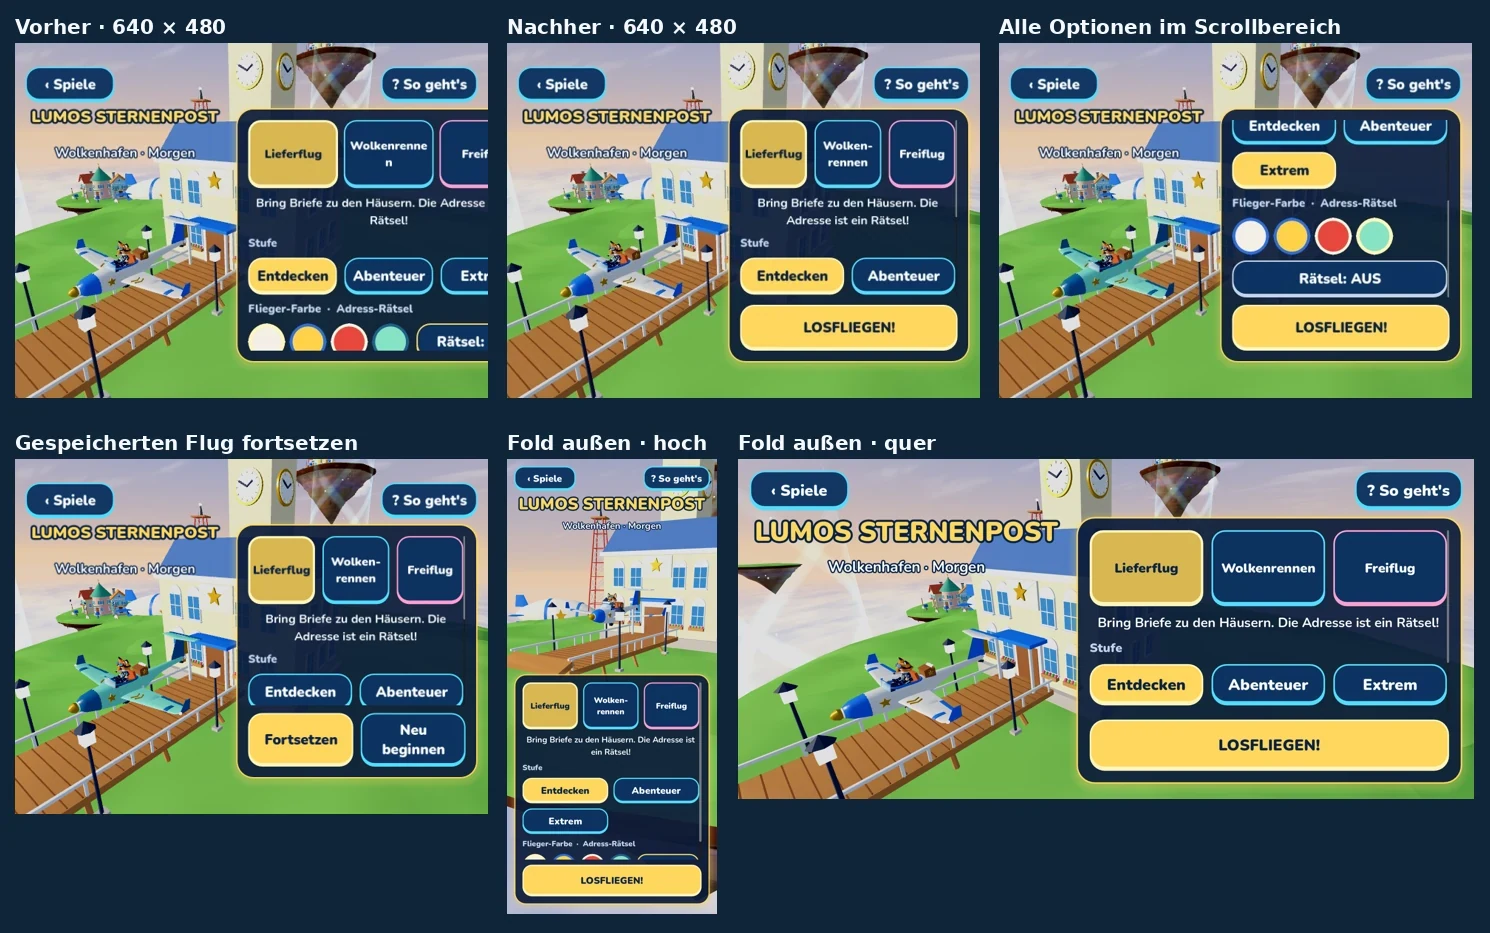 Vorher · 640 × 480
‹ Spiele
? So geht's
LUMOS STERNENPOST
Wolkenhafen · Morgen
Lieferflug
Wolkenrenne
n
Freif
Bring Briefe zu den Häusern. Die Adresse
Rätsel!
Stufe
Entdecken
Abenteuer
Extr
Flieger-Farbe · Adress-Rätsel
Rätsel:
Nachher · 640 × 480
‹ Spiele
? So geht's
LUMOS STERNENPOST
Wolkenhafen · Morgen
Lieferflug
Wolken-
rennen
Freiflug
Bring Briefe zu den Häusern. Die
Adresse ist ein Rätsel!
Stufe
Entdecken
Abenteuer
LOSFLIEGEN!
Alle Optionen im Scrollbereich
‹ Spiele
? So geht's
LUMOS STERNENPOST
Wolkenhafen · Morgen
Entdecken
Abenteuer
Extrem
Flieger-Farbe · Adress-Rätsel
Rätsel: AUS
LOSFLIEGEN!
Gespeicherten Flug fortsetzen
‹ Spiele
? So geht's
LUMOS STERNENPOST
Wolkenhafen · Morgen
Lieferflug
Wolken-
rennen
Freiflug
Bring Briefe zu den Häusern. Die
Adresse ist ein Rätsel!
Stufe
Entdecken
Abenteuer
Fortsetzen
Neu
beginnen
Fold außen · hoch
‹ Spiele
? So geht's
LUMOS STERNENPOST
Wolkenhafen · Morgen
Lieferflug
Wolken-
rennen
Freiflug
Bring Briefe zu den Häusern. Die Adresse ist
ein Rätsel!
Stufe
Entdecken
Abenteuer
Extrem
Flieger-Farbe · Adress-Rätsel
LOSFLIEGEN!
Fold außen · quer
‹ Spiele
? So geht's
LUMOS STERNENPOST
Wolkenhafen · Morgen
Lieferflug
Wolkenrennen
Freiflug
Bring Briefe zu den Häusern. Die Adresse ist ein Rätsel!
Stufe
Entdecken
Abenteuer
Extrem
LOSFLIEGEN!